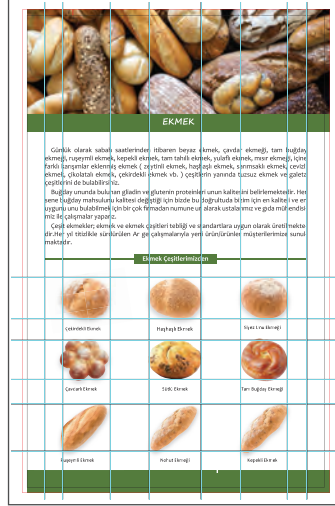 EKMEK
Günlük olarak sabah saatlerinden itibaren beyaz ekmek, çavdar ekmeği, tam buğday
ekmeği, ruşeymli ekmek, kepekli ekmek, tam tahıllı ekmek, yulaflı ekmek, mısır ekmeği, içine
farklı karışımlar eklenmiş ekmek ( zeytinli ekmek, haşhaşlı ekmek, sarımsaklı ekmek, cevizli
ekmek, çikolatalı ekmek, çekirdekli ekmek vb. ) çeşitlerin yanında tuzsuz ekmek ve galeta
çeşitlerini de bulabilirsiniz.
Buğday ununda bulunan gliadin ve glutenin proteinleri unun kalitesini belirlemektedir. Her
sene buğday mahsulünü kalitesi değiştiği için bizde bu doğrultuda bizim için en kaliteli ve en
uygunu unu bulabilmek için bir çok firmadan numune un alarak ustalarımız ve gıda mühendisi-
miz ile çalışmalar yaparız.
Çeşit ekmekler; ekmek ve ekmek çeşitleri tebliği ve standartlara uygun olarak üretilmekte-
dir.Her yıl titizlikle sürdürülen Ar ge çalışmalarıyla yeni ürün/ürünler müşterilerimize sunul-
maktadır.
Ekmek Çeşitlerimizden
Çekirdekli Ekmek
Haşhaşlı Ekmek
Siyez Unu Ekmeği
Çavdarlı Ekmek
Sütlü Ekmek
Tam Buğday Ekmeği
Ruşeymli Ekmek
Nohut Ekmeği
Kepekli Ekmek